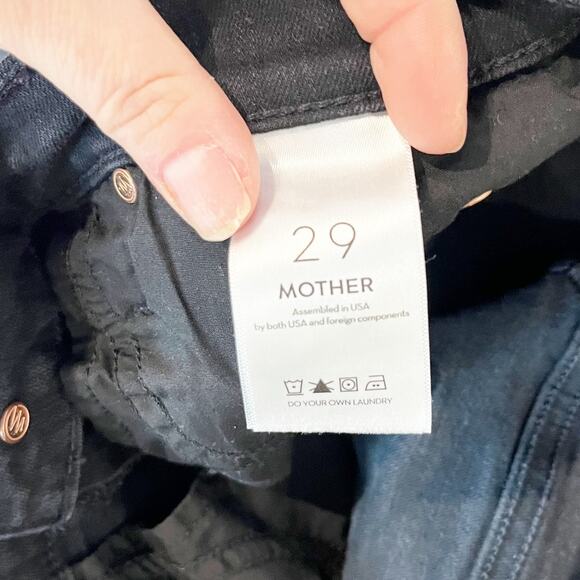 29
MOTHER
Assembled in USA
by both USA and foreign components
DO YOUR OWN LAUNDRY